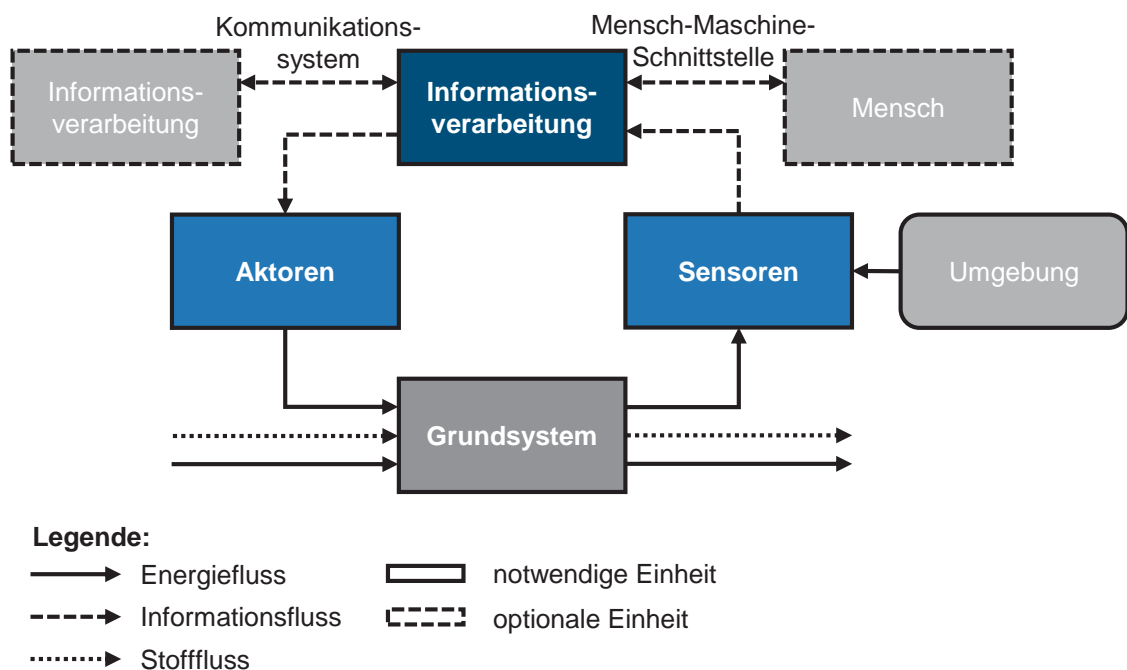 Kommunikations-
system
Mensch-Maschine-
Schnittstelle
Informations-
verarbeitung
Informations-
verarbeitung
Mensch
Aktoren
Sensoren
Umgebung
Grundsystem
Legende:
Energiefluss
notwendige Einheit
Informationsfluss
optionale Einheit
Stofffluss